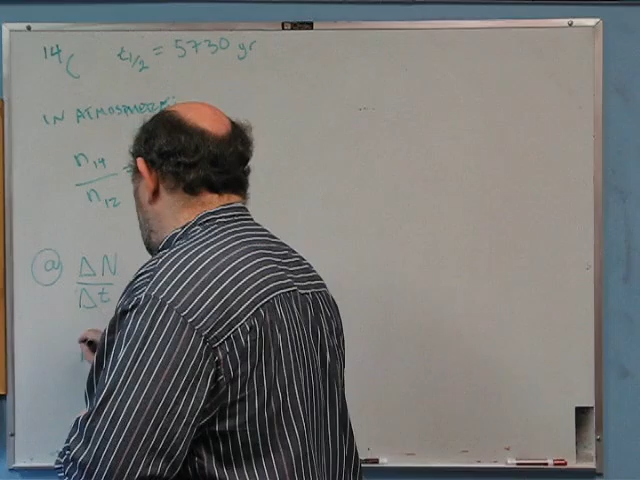 14C t1/2 = 5730 yr
IN ATMOSPHERE:
n14
n12
a ΔN
Δt